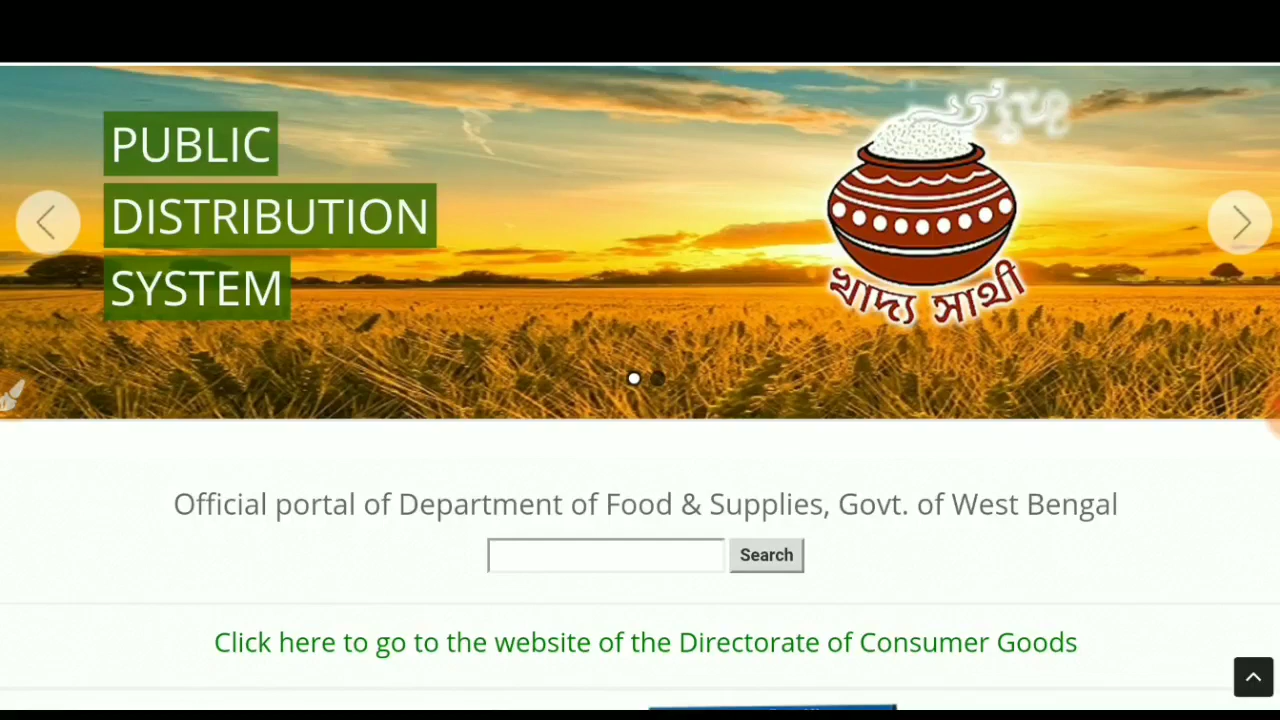 PUBLIC
DISTRIBUTION
SYSTEM
খাদ্য সাথী
Official portal of Department of Food & Supplies, Govt. of West Bengal
Search
Click here to go to the website of the Directorate of Consumer Goods